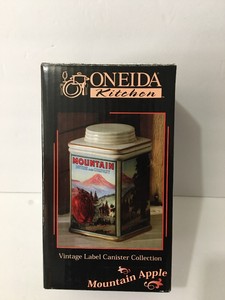 ONEIDA
Kitchen
MOUNTAIN
Vintage Label Canister Collection
Mountain Apple